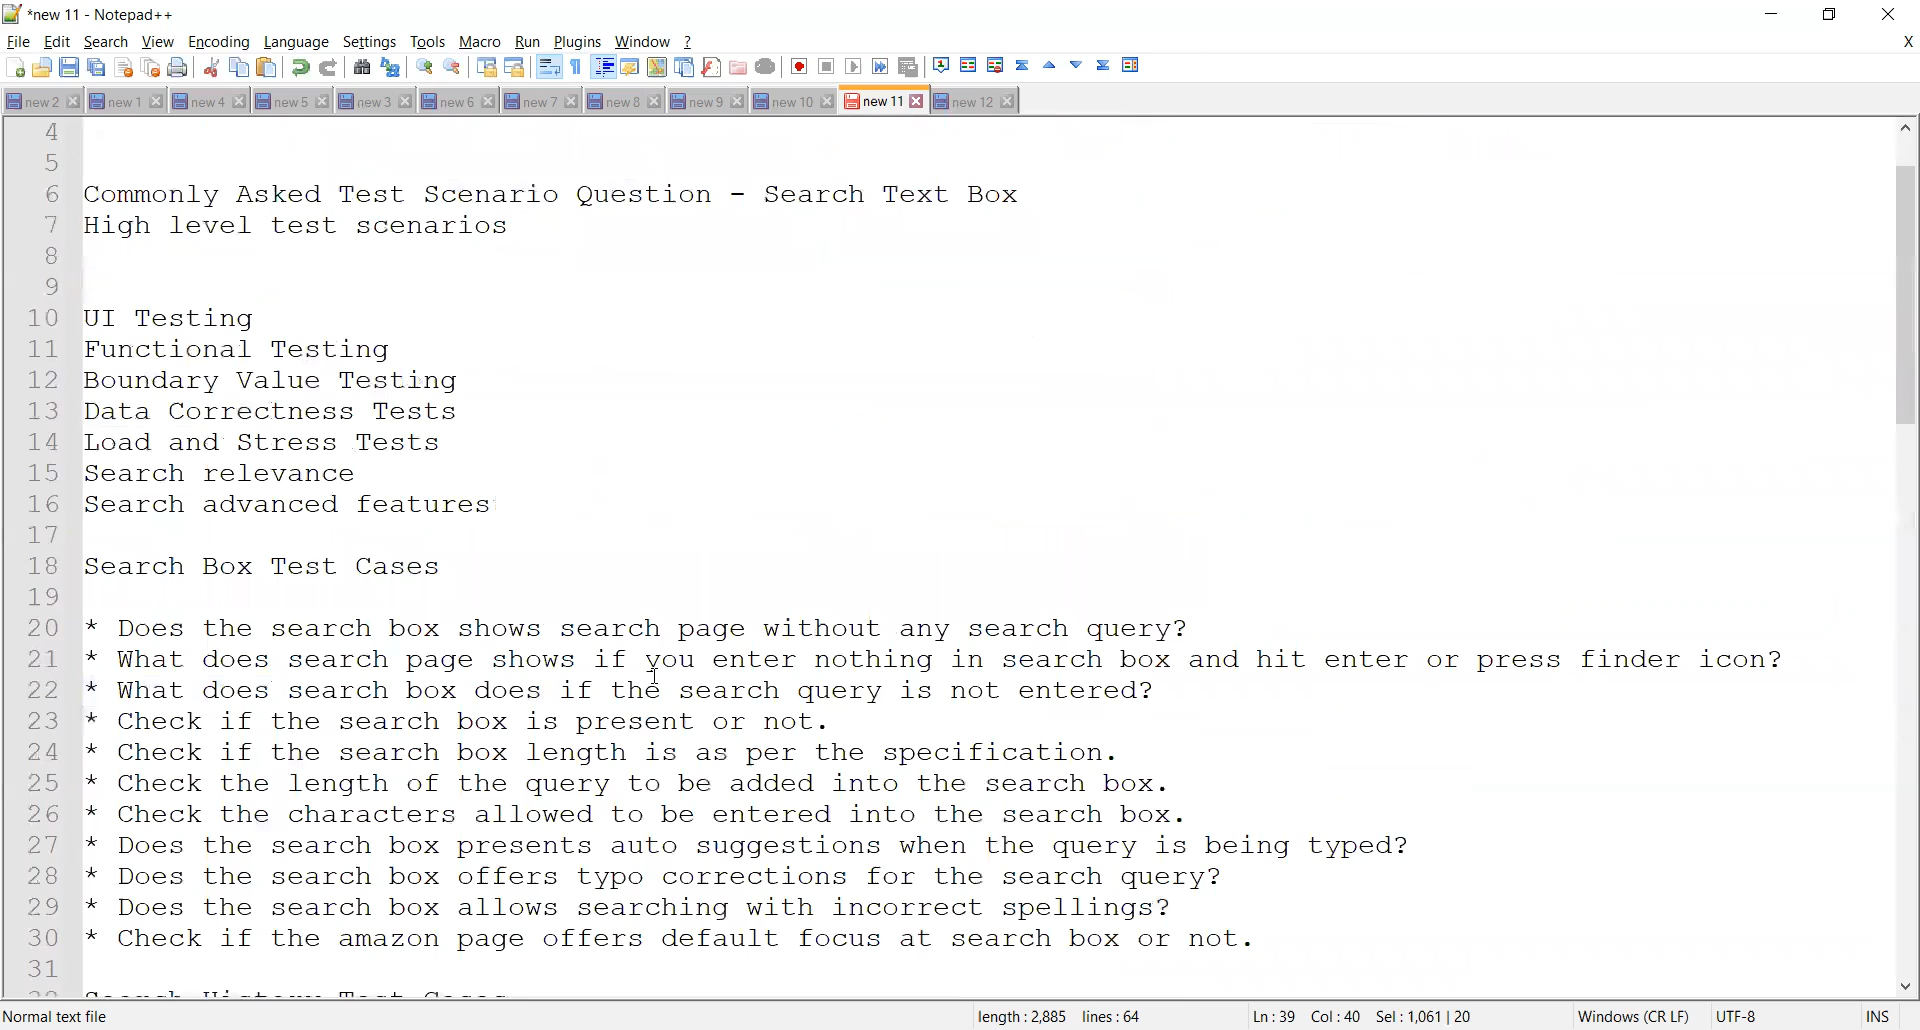 *new 11 - Notepad++
File Edit Search View Encoding Language Settings Tools Macro Run Plugins Window ? X
new 2 new 1 new 4 new 5 new 3 new 6 new 7 new 8 new 9 new 10 new 11 new 12
4
5
6 Commonly Asked Test Scenario Question - Search Text Box
7 High level test scenarios
8
9
10 UI Testing
11 Functional Testing
12 Boundary Value Testing
13 Data Correctness Tests
14 Load and Stress Tests
15 Search relevance
16 Search advanced features
17
18 Search Box Test Cases
19
20 * Does the search box shows search page without any search query?
21 * What does search page shows if you enter nothing in search box and hit enter or press finder icon?
22 * What does search box does if the search query is not entered?
23 * Check if the search box is present or not.
24 * Check if the search box length is as per the specification.
25 * Check the length of the query to be added into the search box.
26 * Check the characters allowed to be entered into the search box.
27 * Does the search box presents auto suggestions when the query is being typed?
28 * Does the search box offers typo corrections for the search query?
29 * Does the search box allows searching with incorrect spellings?
30 * Check if the amazon page offers default focus at search box or not.
31
32 Search History Test Cases
Normal text file length : 2,885 lines : 64 Ln : 39 Col : 40 Sel : 1,061 | 20 Windows (CR LF) UTF-8 INS